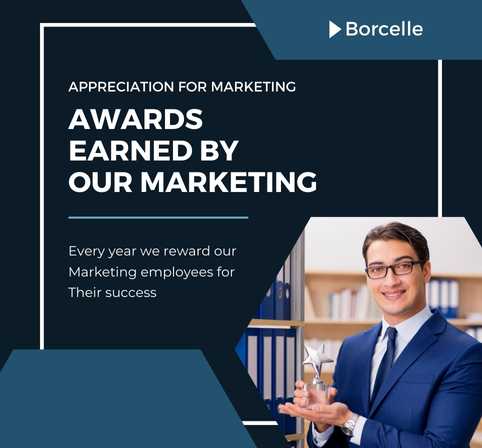 Borcelle
APPRECIATION FOR MARKETING
AWARDS
EARNED BY
OUR MARKETING
Every year we reward our
Marketing employees for
Their success